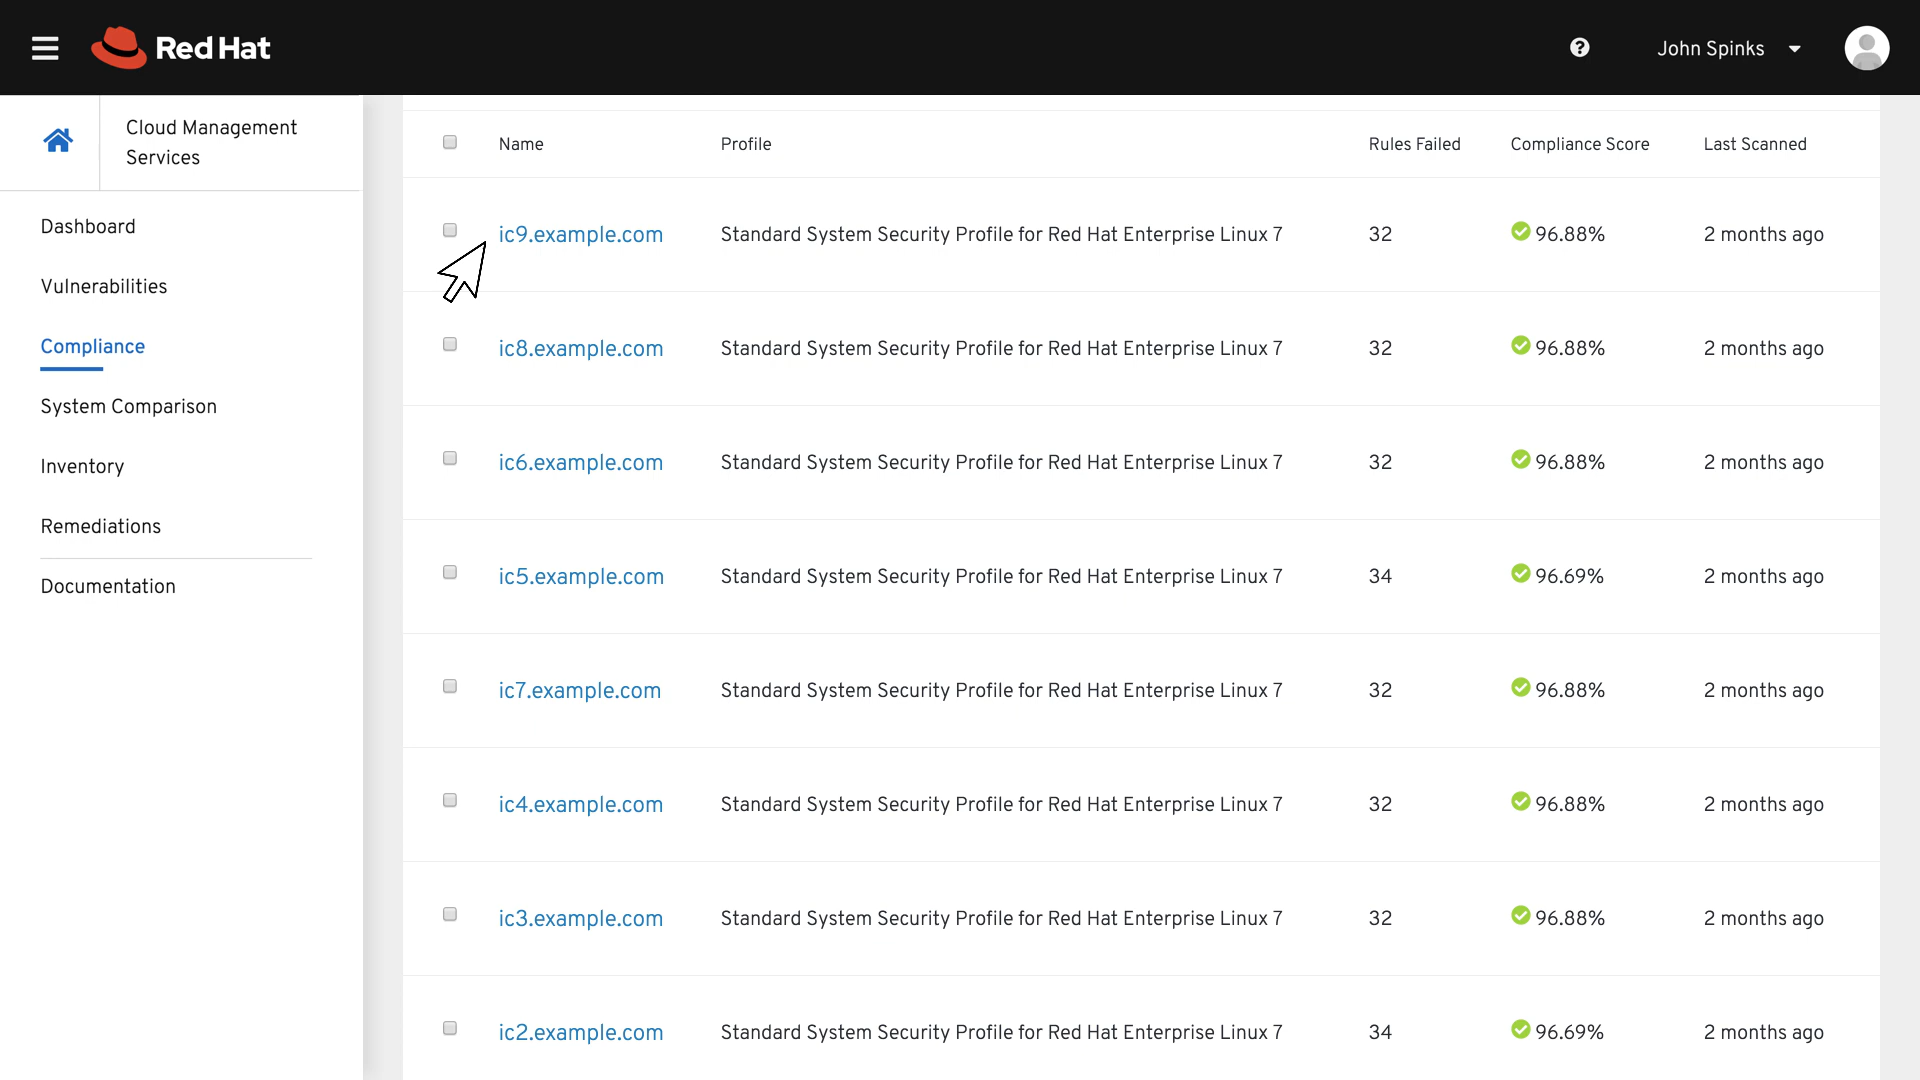 Red Hat
John Spinks
Cloud Management
Services
Dashboard
Vulnerabilities
Compliance
System Comparison
Inventory
Remediations
Documentation
Name Profile Rules Failed Compliance Score Last Scanned
ic9.example.com Standard System Security Profile for Red Hat Enterprise Linux 7 32 96.88% 2 months ago
ic8.example.com Standard System Security Profile for Red Hat Enterprise Linux 7 32 96.88% 2 months ago
ic6.example.com Standard System Security Profile for Red Hat Enterprise Linux 7 32 96.88% 2 months ago
ic5.example.com Standard System Security Profile for Red Hat Enterprise Linux 7 34 96.69% 2 months ago
ic7.example.com Standard System Security Profile for Red Hat Enterprise Linux 7 32 96.88% 2 months ago
ic4.example.com Standard System Security Profile for Red Hat Enterprise Linux 7 32 96.88% 2 months ago
ic3.example.com Standard System Security Profile for Red Hat Enterprise Linux 7 32 96.88% 2 months ago
ic2.example.com Standard System Security Profile for Red Hat Enterprise Linux 7 34 96.69% 2 months ago